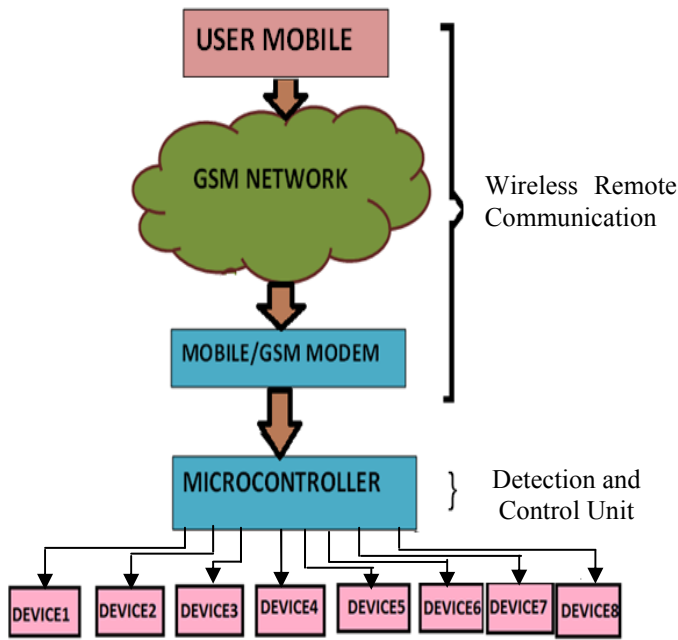 USER MOBILE
GSM NETWORK
Wireless Remote
Communication
MOBILE/GSM MODEM
MICROCONTROLLER
Detection and
Control Unit
DEVICE1 DEVICE2 DEVICE3 DEVICE4 DEVICE5 DEVICE6 DEVICE7 DEVICE8